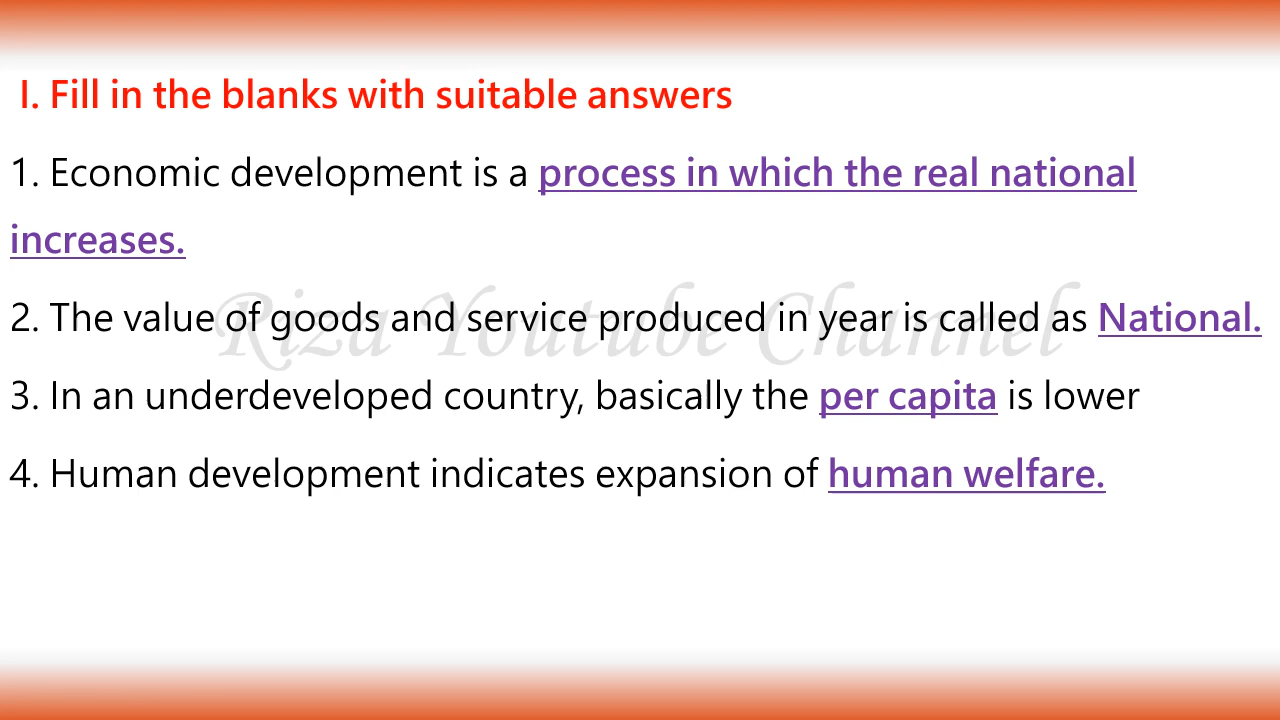 I. Fill in the blanks with suitable answers
1. Economic development is a process in which the real national
increases.
2. The value of goods and service produced in year is called as National.
Riza Youtube Channel
3. In an underdeveloped country, basically the per capita is lower
4. Human development indicates expansion of human welfare.